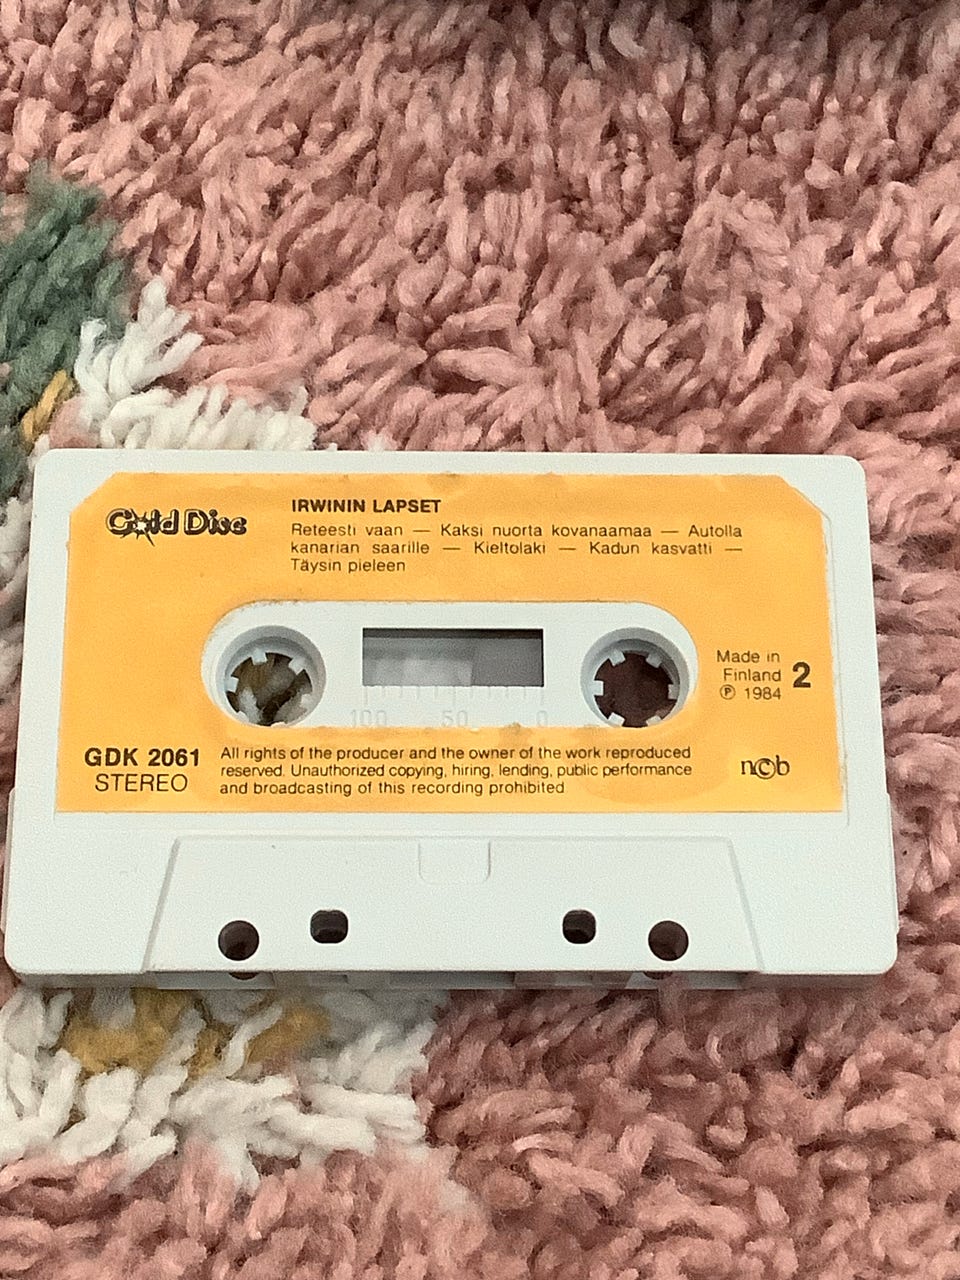 Gold Disc
IRWININ LAPSET
Reteesti vaan — Kaksi nuorta kovanaamaa — Autolla
kanarian saarille — Kieltolaki — Kadun kasvatti —
Täysin pieleen
Made in
Finland
℗ 1984
2
100 50 0
GDK 2061
STEREO
All rights of the producer and the owner of the work reproduced
reserved. Unauthorized copying, hiring, lending, public performance
and broadcasting of this recording prohibited
ncb